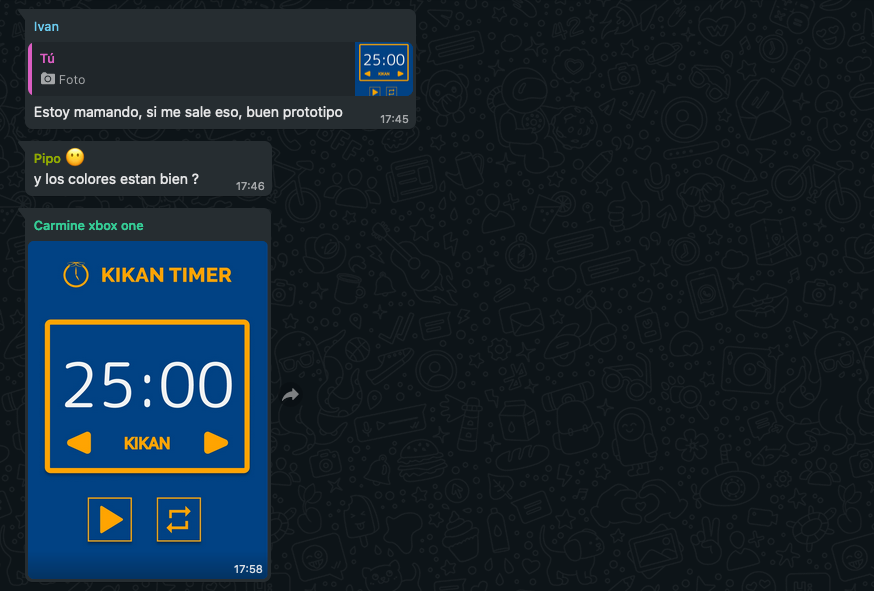 Ivan
Tú
Foto
25:00
KIKAN
Estoy mamando, si me sale eso, buen prototipo
17:45
Pipo 😶
y los colores estan bien ?
17:46
Carmine xbox one
KIKAN TIMER
25:00
KIKAN
17:58